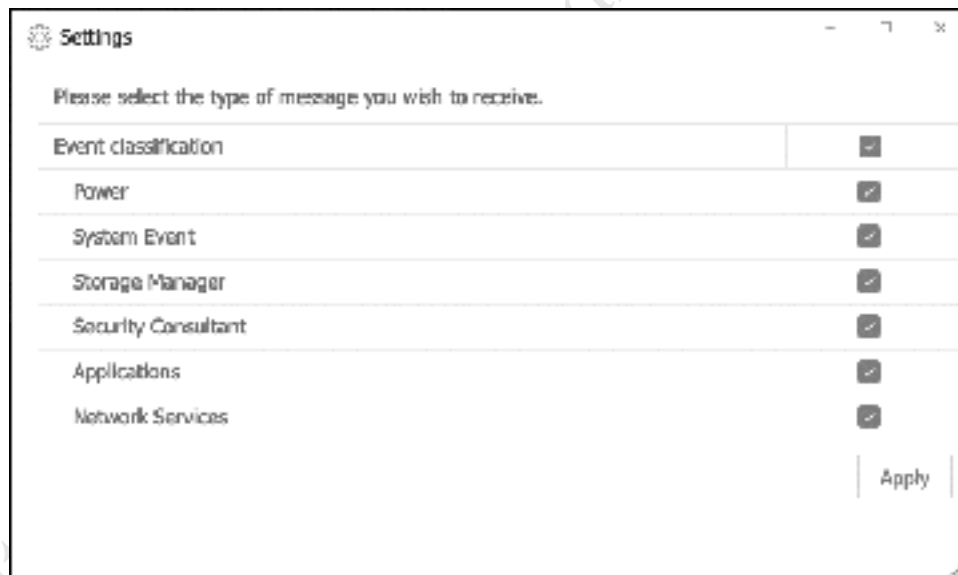 Settings
Please select the type of message you wish to receive.
Event classification
Power
System Event
Storage Manager
Security Consultant
Applications
Network Services
Apply